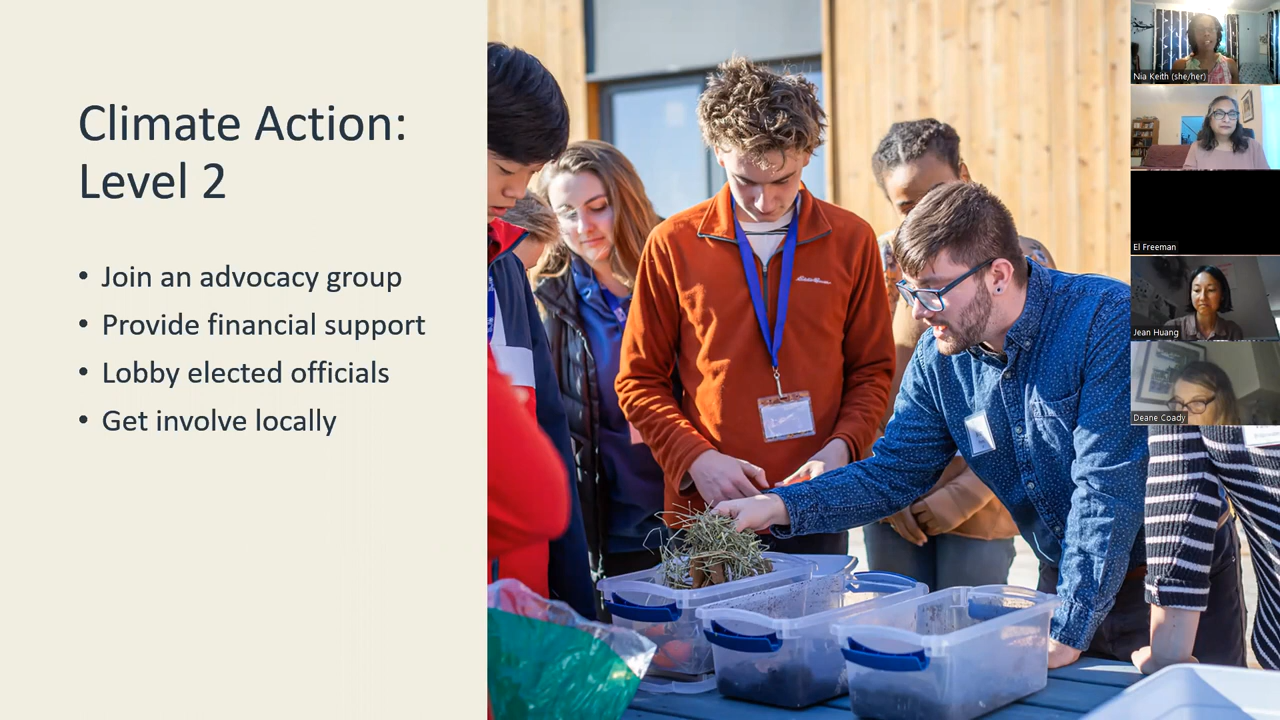 Climate Action:
Level 2
• Join an advocacy group
• Provide financial support
• Lobby elected officials
• Get involve locally
Nia Keith (she/her)
El Freeman
Jean Huang
Deane Coady